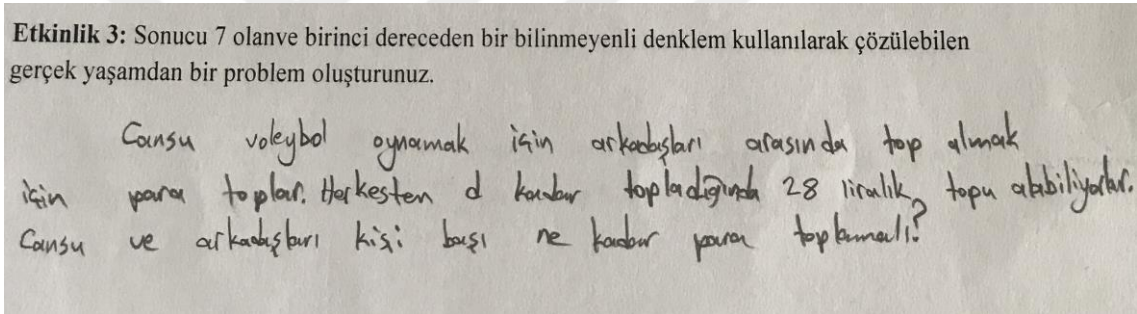 Etkinlik 3: Sonucu 7 olanve birinci dereceden bir bilinmeyenli denklem kullanılarak çözülebilen
gerçek yaşamdan bir problem oluşturunuz.
Cansu voleybol oynamak için arkadaşları arasında top almak
için para toplar. Herkesten d kadar topladığında 28 liralık topu alabiliyorlar.
Cansu ve arkadaşları kişi başı ne kadar para toplamalı?